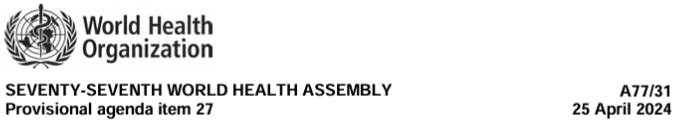 World Health
Organization
SEVENTY-SEVENTH WORLD HEALTH ASSEMBLY A77/31
Provisional agenda item 27 25 April 2024